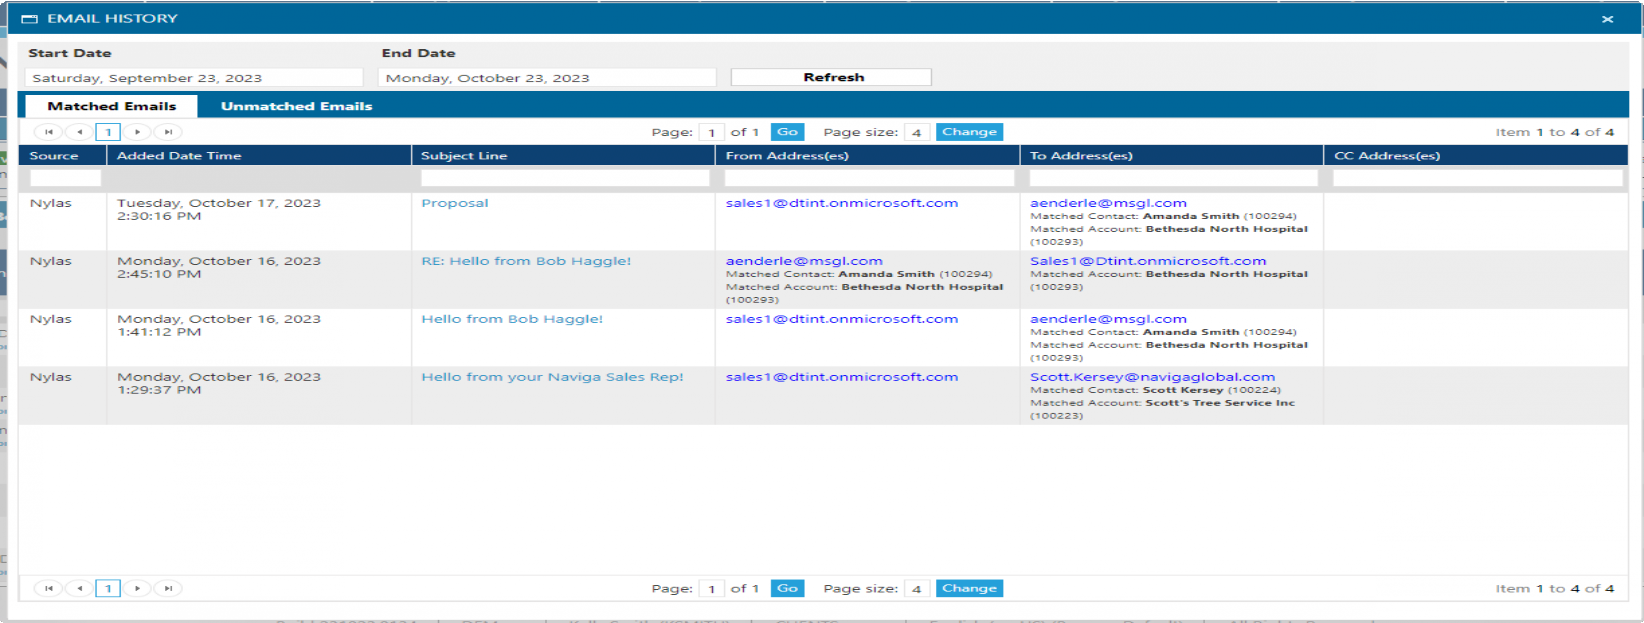 EMAIL HISTORY
Start Date End Date
Saturday, September 23, 2023 Monday, October 23, 2023 Refresh
Matched Emails Unmatched Emails
1 Page: 1 of 1 Go Page size: 4 Change Item 1 to 4 of 4
Source Added Date Time Subject Line From Address(es) To Address(es) CC Address(es)
Nylas Tuesday, October 17, 2023 Proposal sales1@dtint.onmicrosoft.com aenderle@msgl.com
2:30:16 PM Matched Contact: Amanda Smith (100294)
Matched Account: Bethesda North Hospital
(100293)
Nylas Monday, October 16, 2023 RE: Hello from Bob Haggle! aenderle@msgl.com Sales1@Dtint.onmicrosoft.com
2:45:10 PM Matched Contact: Amanda Smith (100294) Matched Account: Bethesda North Hospital
Matched Account: Bethesda North Hospital (100293)
(100293)
Nylas Monday, October 16, 2023 Hello from Bob Haggle! sales1@dtint.onmicrosoft.com aenderle@msgl.com
1:41:12 PM Matched Contact: Amanda Smith (100294)
Matched Account: Bethesda North Hospital
(100293)
Nylas Monday, October 16, 2023 Hello from your Naviga Sales Rep! sales1@dtint.onmicrosoft.com Scott.Kersey@navigaglobal.com
1:29:37 PM Matched Contact: Scott Kersey (100224)
Matched Account: Scott's Tree Service Inc
(100223)
1 Page: 1 of 1 Go Page size: 4 Change Item 1 to 4 of 4